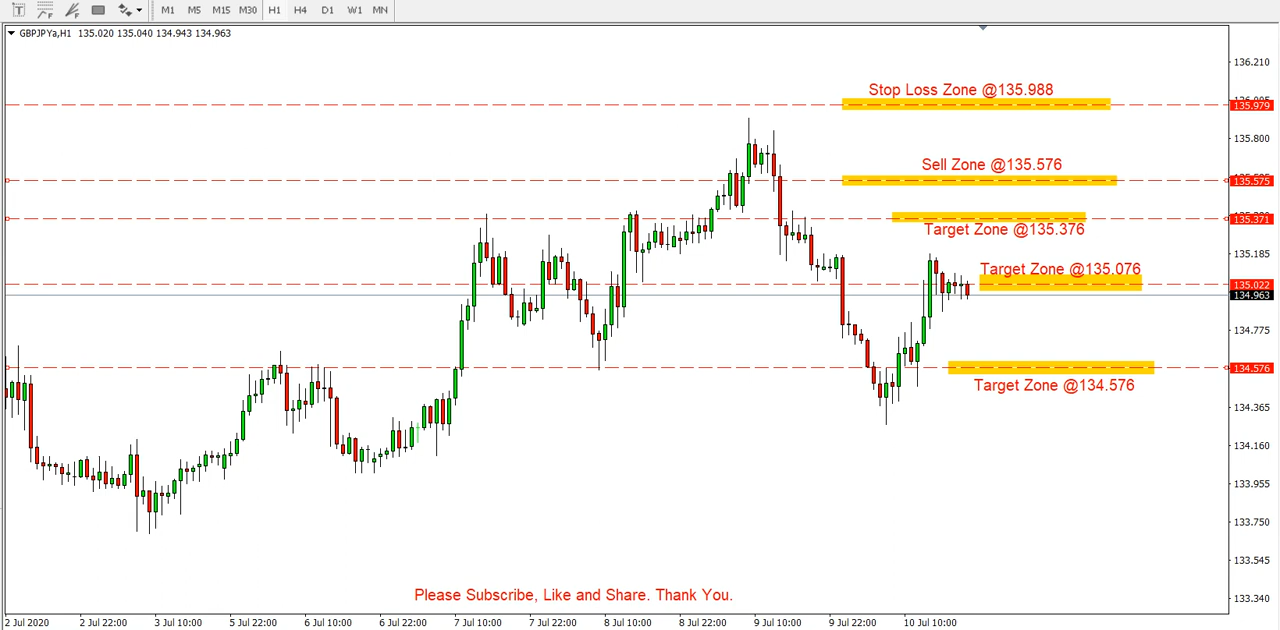 M1 M5 M15 M30 H1 H4 D1 W1 MN
GBPJPYa,H1 135.020 135.040 134.943 134.963
136.210
Stop Loss Zone @135.988
135.979
135.800
Sell Zone @135.576
135.575
135.371
Target Zone @135.376
135.185
Target Zone @135.076
135.022
134.963
134.775
134.576
Target Zone @134.576
134.365
134.160
133.955
133.750
133.545
Please Subscribe, Like and Share. Thank You.
133.340
2 Jul 2020 2 Jul 22:00 3 Jul 10:00 5 Jul 22:00 6 Jul 10:00 6 Jul 22:00 7 Jul 10:00 7 Jul 22:00 8 Jul 10:00 8 Jul 22:00 9 Jul 10:00 9 Jul 22:00 10 Jul 10:00